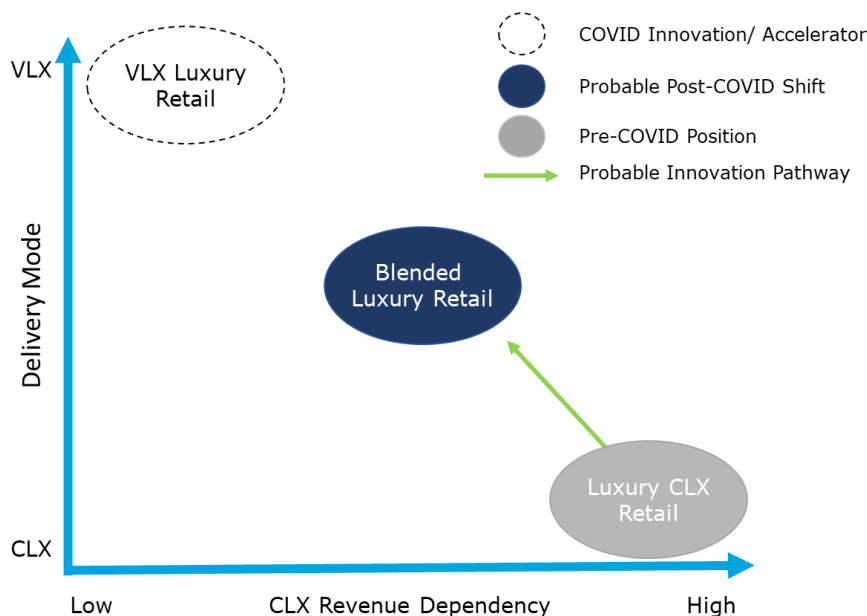 COVID Innovation/ Accelerator
VLX
VLX Luxury
Retail
Probable Post-COVID Shift
Pre-COVID Position
Probable Innovation Pathway
Delivery Mode
Blended
Luxury Retail
Luxury CLX
Retail
CLX
Low
CLX Revenue Dependency
High